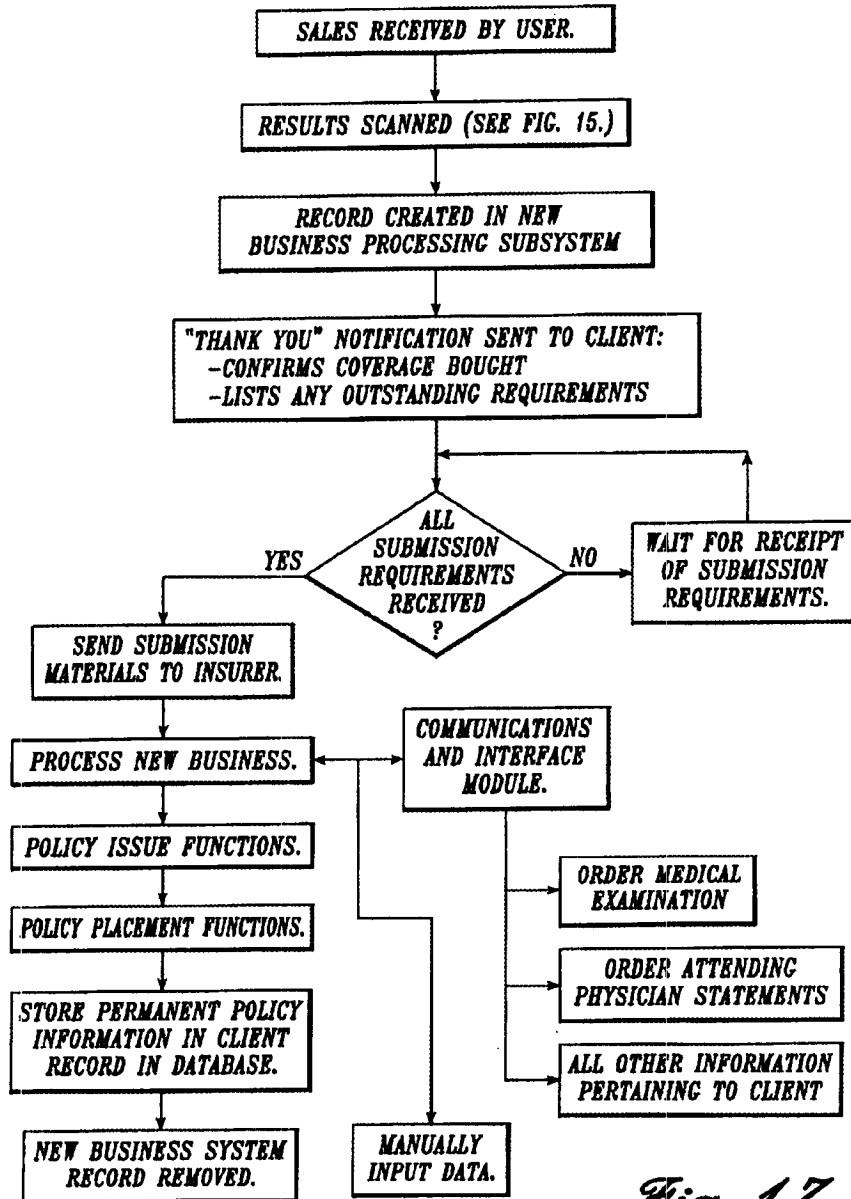 SALES RECEIVED BY USER.
RESULTS SCANNED (SEE FIG. 15.)
RECORD CREATED IN NEW
BUSINESS PROCESSING SUBSYSTEM
"THANK YOU" NOTIFICATION SENT TO CLIENT:
-CONFIRMS COVERAGE BOUGHT
-LISTS ANY OUTSTANDING REQUIREMENTS
ALL
SUBMISSION
REQUIREMENTS
RECEIVED
?
YES
NO
WAIT FOR RECEIPT
OF SUBMISSION
REQUIREMENTS.
SEND SUBMISSION
MATERIALS TO INSURER.
PROCESS NEW BUSINESS.
COMMUNICATIONS
AND INTERFACE
MODULE.
POLICY ISSUE FUNCTIONS.
ORDER MEDICAL
EXAMINATION
POLICY PLACEMENT FUNCTIONS.
ORDER ATTENDING
PHYSICIAN STATEMENTS
STORE PERMANENT POLICY
INFORMATION IN CLIENT
RECORD IN DATABASE.
ALL OTHER INFORMATION
PERTAINING TO CLIENT
NEW BUSINESS SYSTEM
RECORD REMOVED.
MANUALLY
INPUT DATA.
Fig. 17